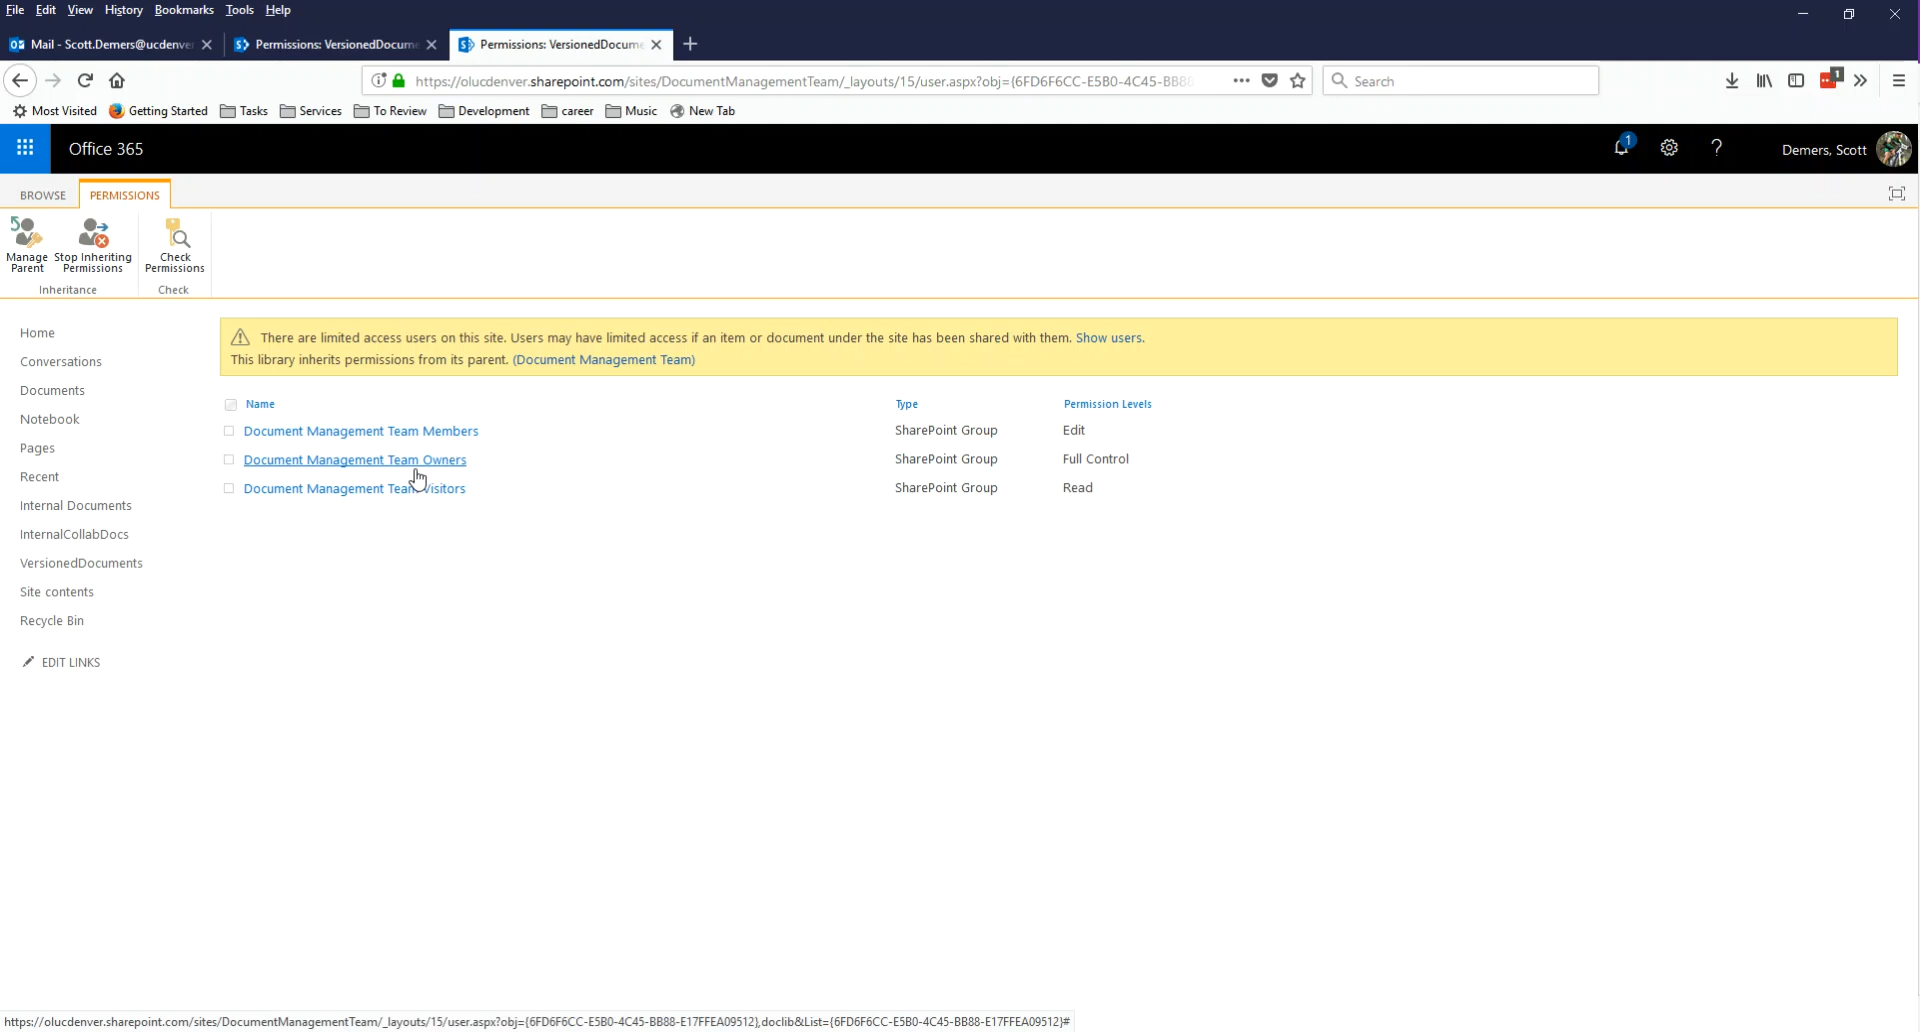 File Edit View History Bookmarks Tools Help
Mail - Scott.Demers@ucdenve Permissions: VersionedDocume Permissions: VersionedDocume
https://olucdenver.sharepoint.com/sites/DocumentManagementTeam/_layouts/15/user.aspx?obj={6FD6F6CC-E5B0-4C45-BB88 Search 1
Most Visited Getting Started Tasks Services To Review Development career Music New Tab
Office 365 1 ? Demers, Scott
BROWSE PERMISSIONS
Manage Parent Stop Inheriting Permissions Check Permissions
Inheritance Check
There are limited access users on this site. Users may have limited access if an item or document under the site has been shared with them. Show users.
This library inherits permissions from its parent. (Document Management Team)
Name Type Permission Levels
Document Management Team Members SharePoint Group Edit
Document Management Team Owners SharePoint Group Full Control
Document Management Team Visitors SharePoint Group Read
Home
Conversations
Documents
Notebook
Pages
Recent
Internal Documents
InternalCollabDocs
VersionedDocuments
Site contents
Recycle Bin
EDIT LINKS
https://olucdenver.sharepoint.com/sites/DocumentManagementTeam/_layouts/15/user.aspx?obj={6FD6F6CC-E5B0-4C45-BB88-E17FFEA09512},doclib&List={6FD6F6CC-E5B0-4C45-BB88-E17FFEA09512}#